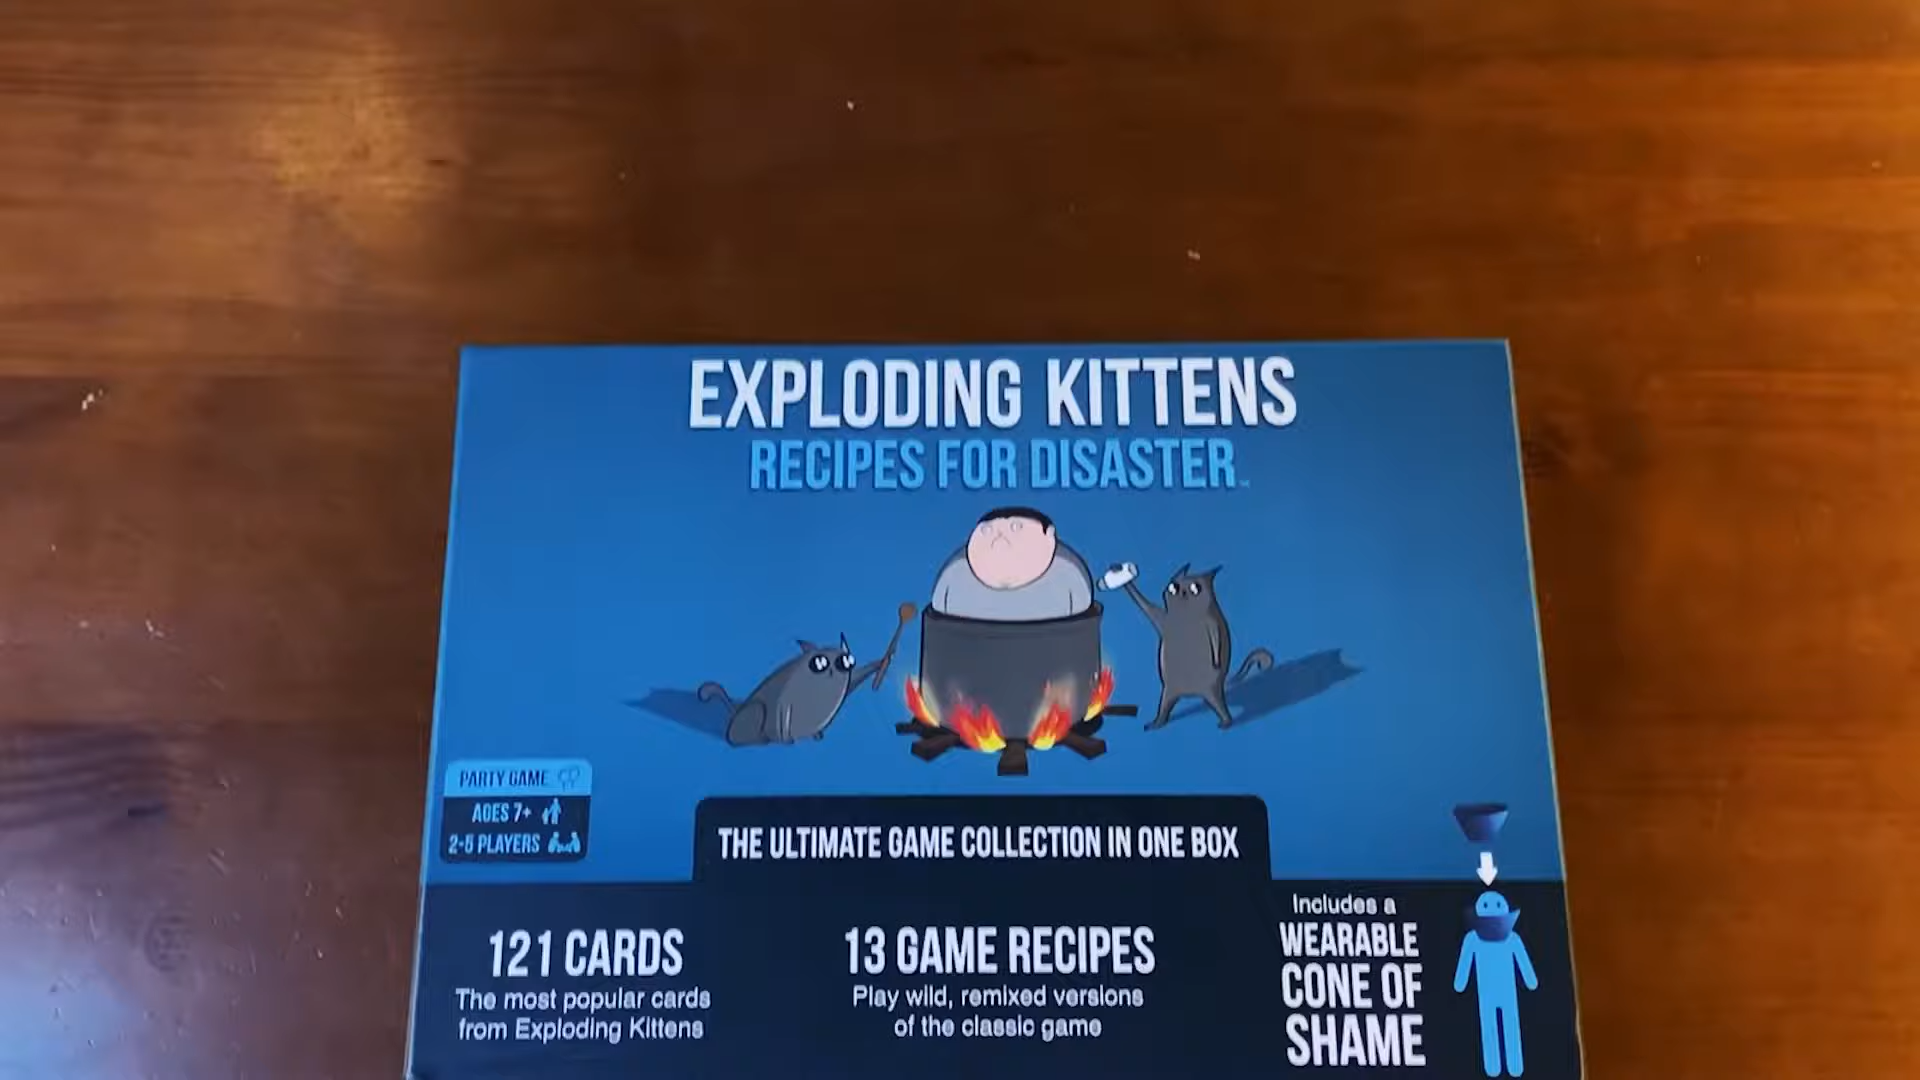 EXPLODING KITTENS
RECIPES FOR DISASTER™
PARTY GAME
AGES 7+
2-5 PLAYERS
THE ULTIMATE GAME COLLECTION IN ONE BOX
121 CARDS
The most popular cards
from Exploding Kittens
13 GAME RECIPES
Play wild, remixed versions
of the classic game
Includes a
WEARABLE
CONE OF
SHAME